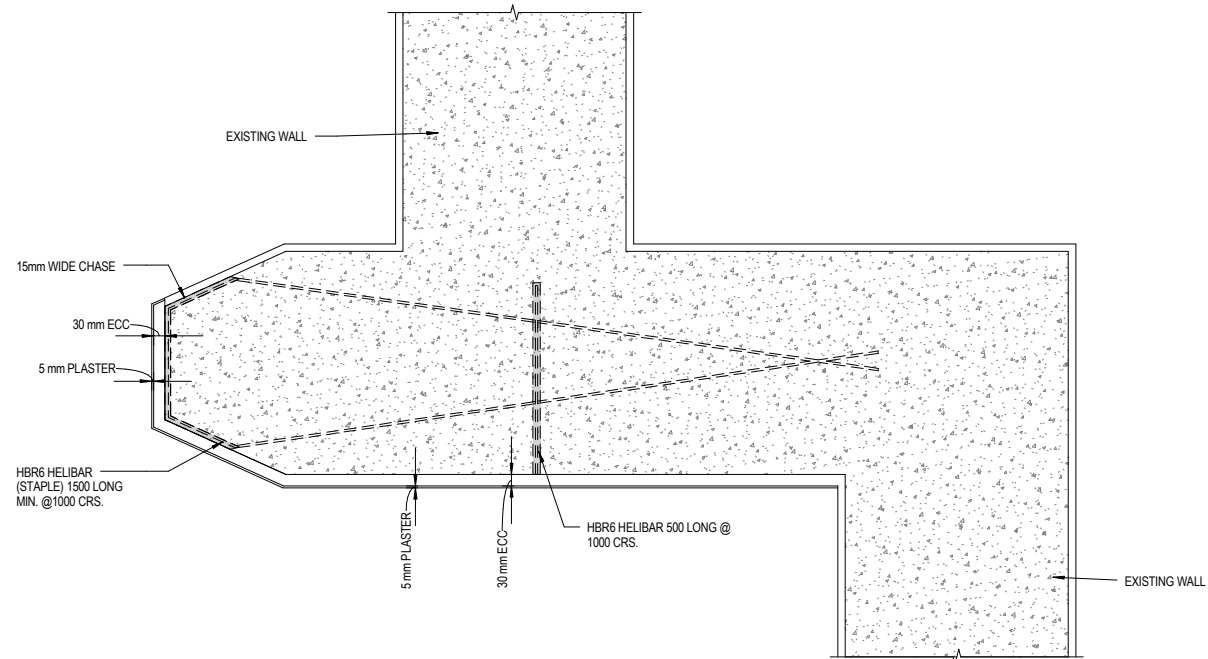 EXISTING WALL
15mm WIDE CHASE
30 mm ECC
5 mm PLASTER
HBR6 HELIBAR
(STAPLE) 1500 LONG
MIN. @1000 CRS.
5 mm PLASTER
30 mm ECC
HBR6 HELIBAR 500 LONG @
1000 CRS.
EXISTING WALL